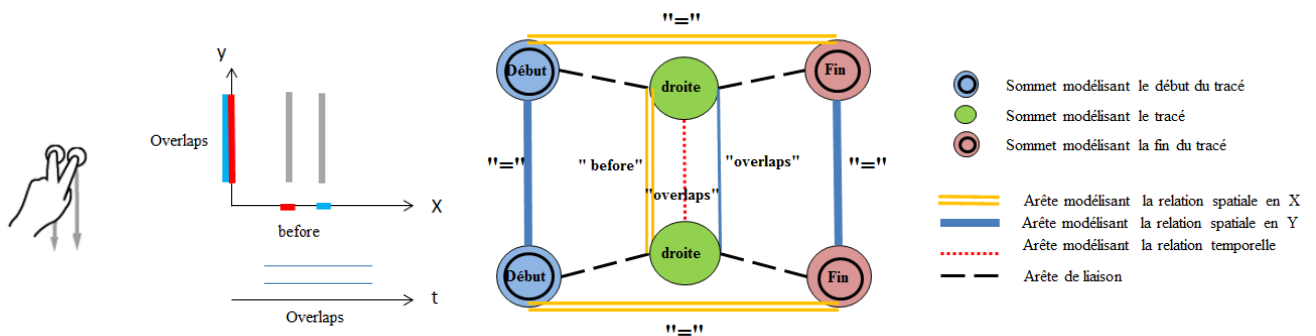 y
Overlaps
X
before
t
Overlaps
"="
Début
droite
Fin
"="
" before"
"overlaps"
"overlaps"
"="
Début
droite
Fin
"="
Sommet modélisant le début du tracé
Sommet modélisant le tracé
Sommet modélisant la fin du tracé
Arête modélisant la relation spatiale en X
Arête modélisant la relation spatiale en Y
Arête modélisant la relation temporelle
Arête de liaison